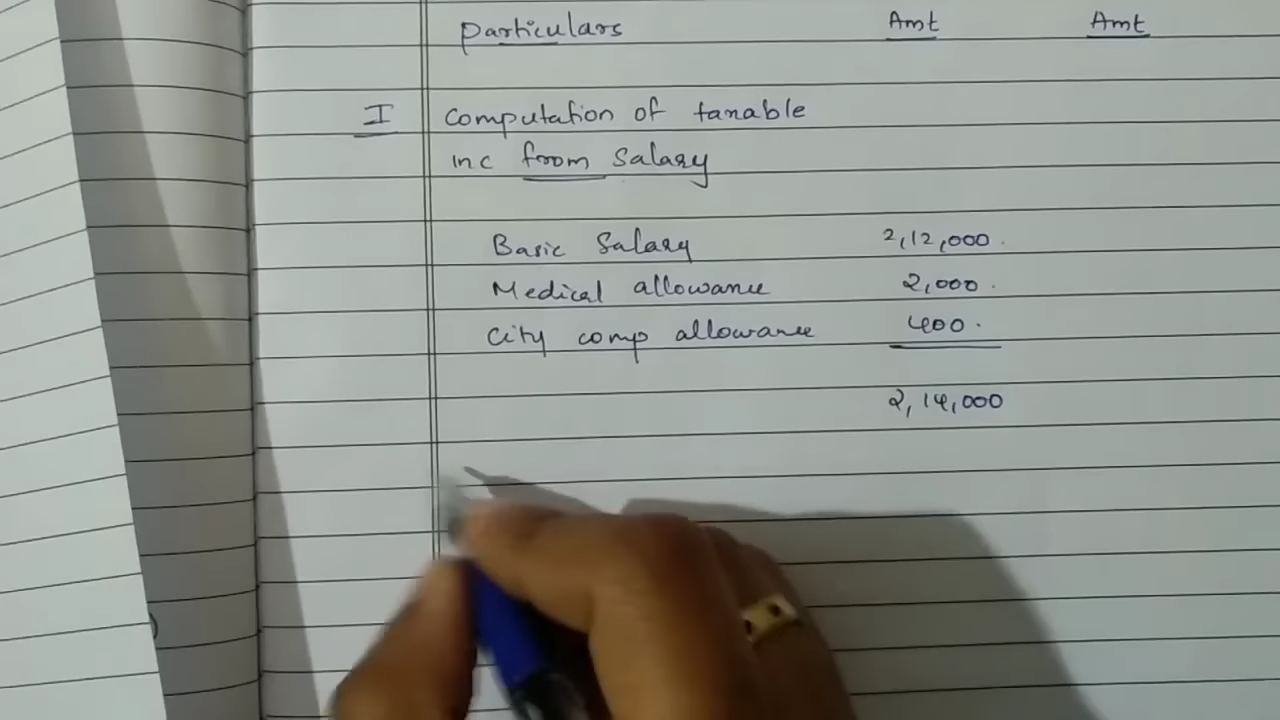 Particulars Amt Amt
I computation of taxable
inc from salary
Basic Salary 2,12,000.
Medical allowance 2,000.
City comp allowance 400.
2,14,000